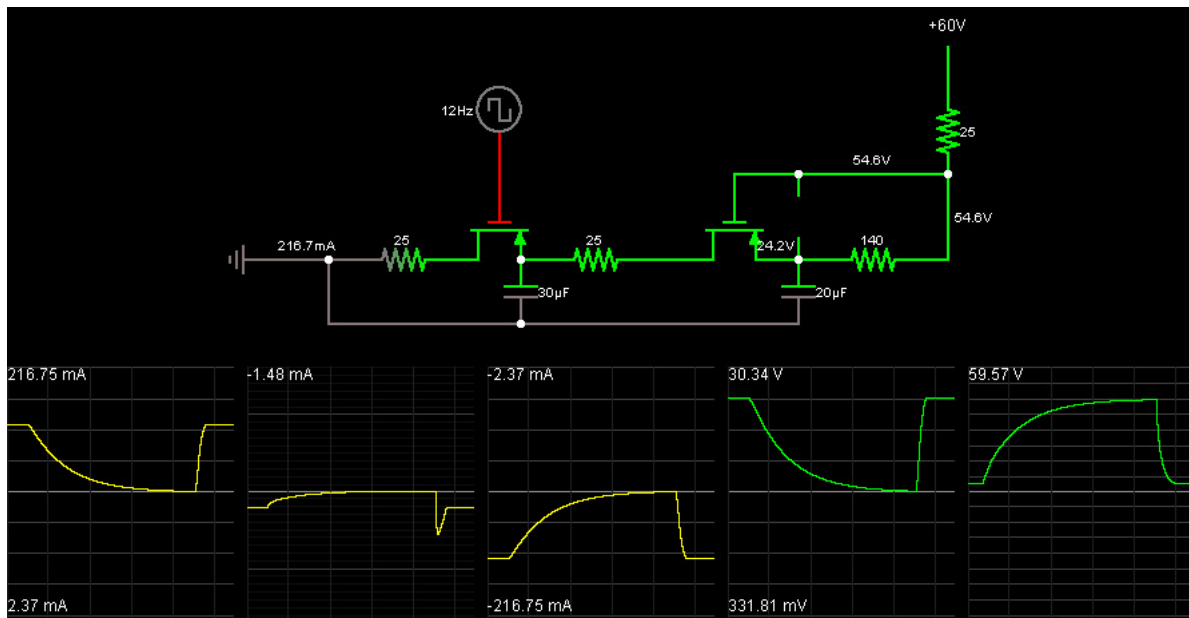 +60V
12Hz
25
54.6V
54.6V
216.7mA
25
25
24.2V
140
30µF
20µF
216.75 mA
-1.48 mA
-2.37 mA
30.34 V
59.57 V
2.37 mA
-216.75 mA
331.81 mV